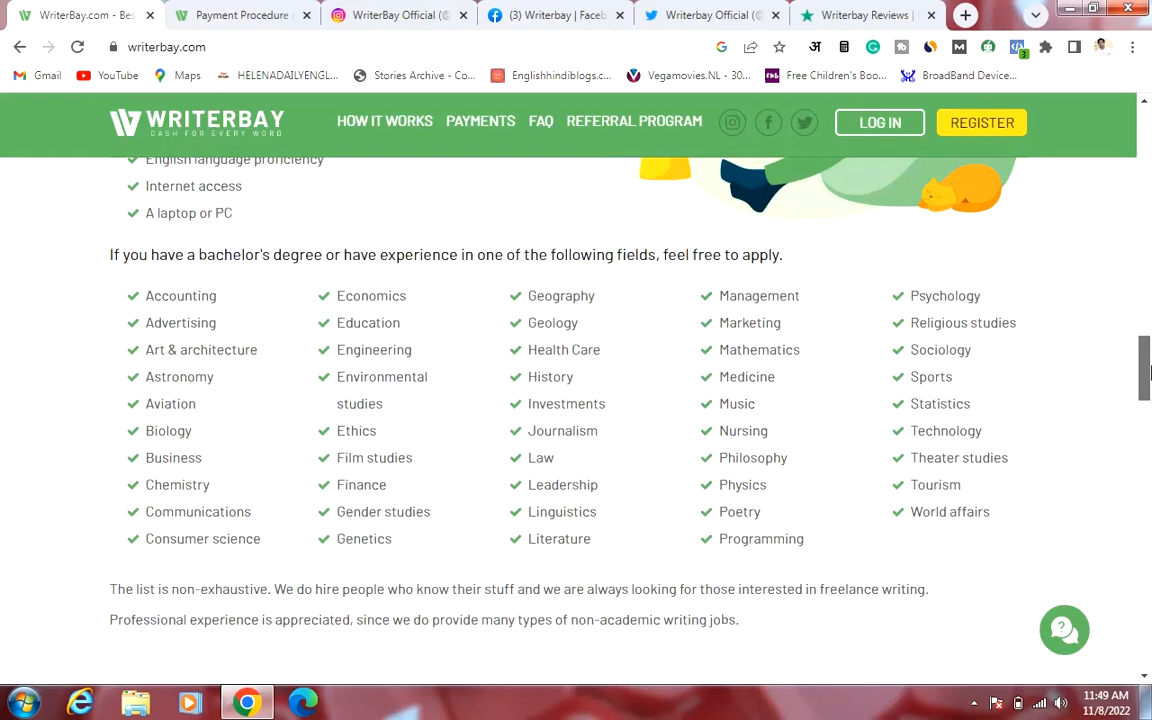 WriterBay.com - Bes
Payment Procedure a
WriterBay Official (@
(3) Writerbay | Faceb
Writerbay Official (@
Writerbay Reviews |
writerbay.com
Gmail
YouTube
Maps
HELENADAILYENGL...
Stories Archive - Co...
Englishhindiblogs.c...
Vegamovies.NL - 30...
Free Children's Boo...
BroadBand Device...
WRITERBAY
CASH FOR EVERY WORD
HOW IT WORKS
PAYMENTS
FAQ
REFERRAL PROGRAM
LOG IN
REGISTER
English language proficiency
Internet access
A laptop or PC
If you have a bachelor's degree or have experience in one of the following fields, feel free to apply.
Accounting
Advertising
Art & architecture
Astronomy
Aviation
Biology
Business
Chemistry
Communications
Consumer science
Economics
Education
Engineering
Environmental
studies
Ethics
Film studies
Finance
Gender studies
Genetics
Geography
Geology
Health Care
History
Investments
Journalism
Law
Leadership
Linguistics
Literature
Management
Marketing
Mathematics
Medicine
Music
Nursing
Philosophy
Physics
Poetry
Programming
Psychology
Religious studies
Sociology
Sports
Statistics
Technology
Theater studies
Tourism
World affairs
The list is non-exhaustive. We do hire people who know their stuff and we are always looking for those interested in freelance writing.
Professional experience is appreciated, since we do provide many types of non-academic writing jobs.
11:49 AM
11/8/2022